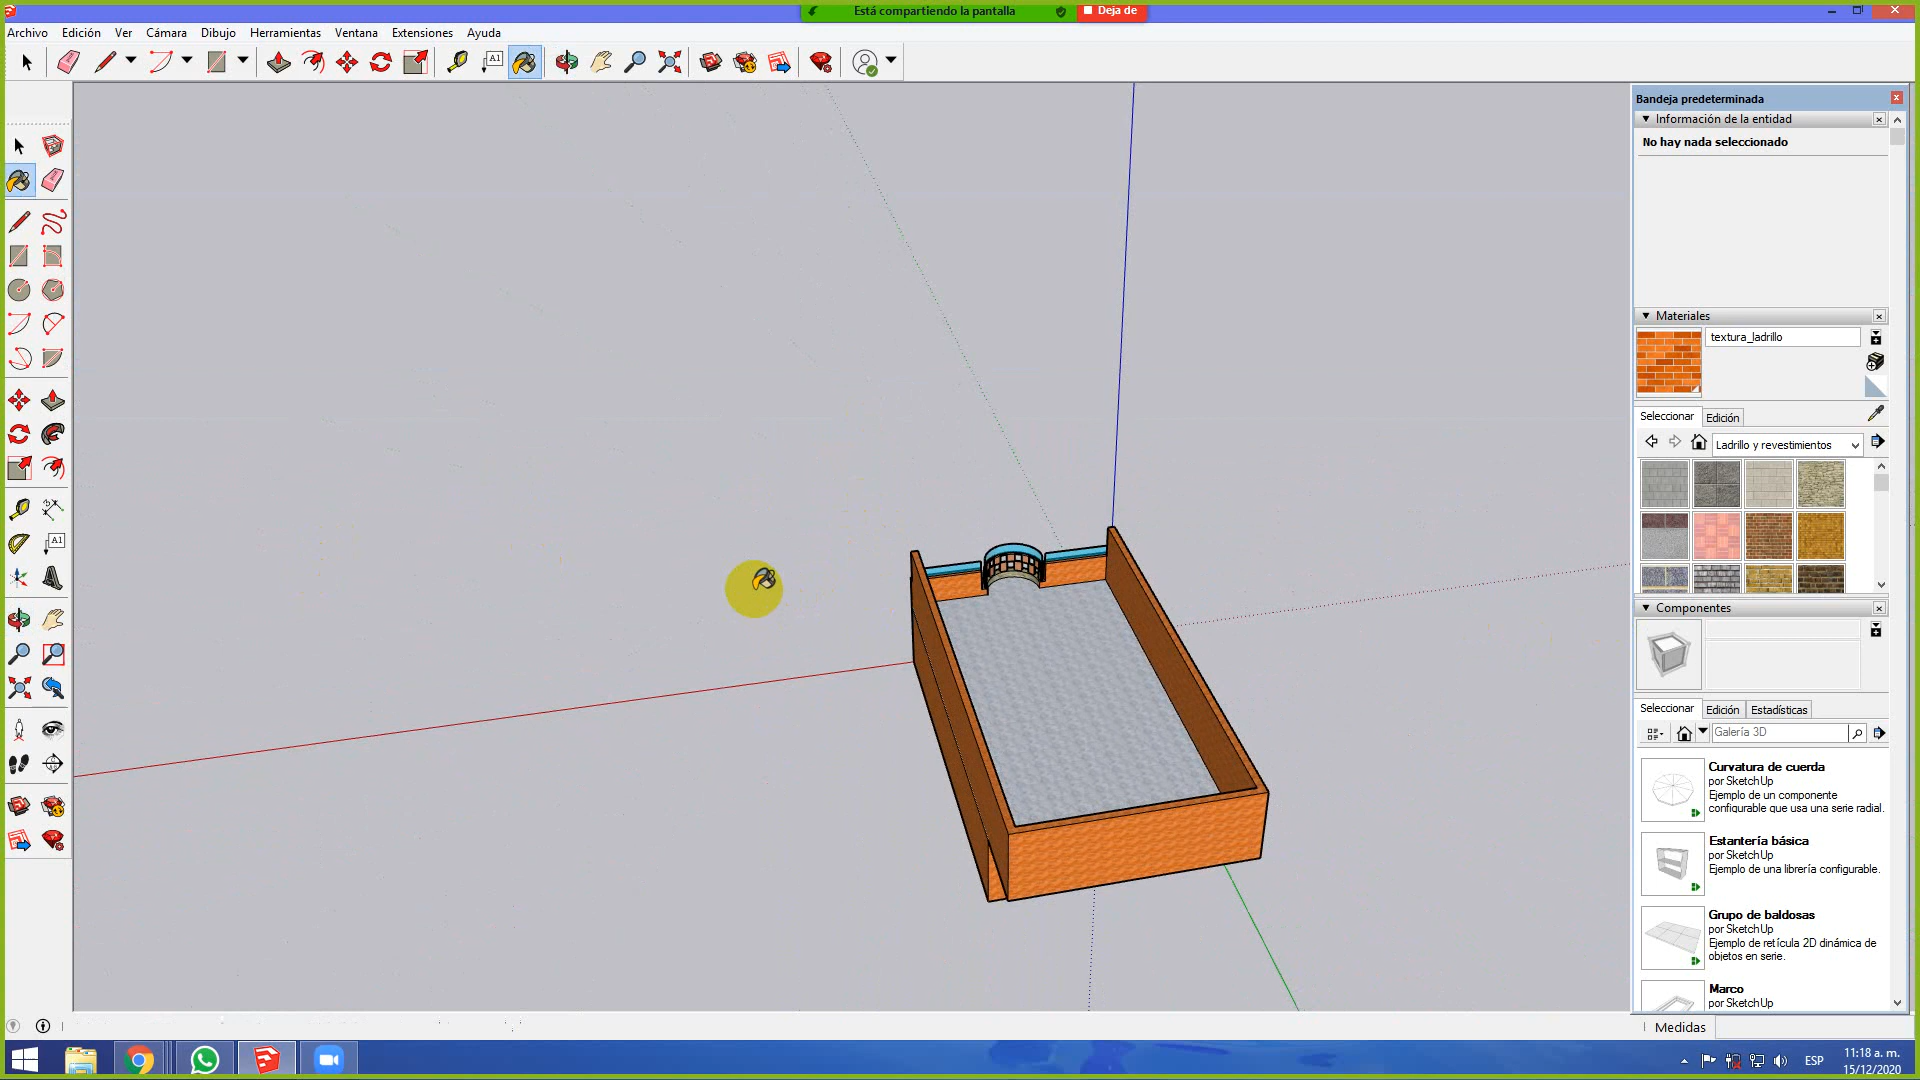 Está compartiendo la pantalla
Deja de
Archivo Edición Ver Cámara Dibujo Herramientas Ventana Extensiones Ayuda
A1
Bandeja predeterminada
Información de la entidad
No hay nada seleccionado
A1
Materiales
textura_ladrillo
Seleccionar Edición
Ladrillo y revestimientos
Componentes
Seleccionar Edición Estadísticas
Galería 3D
Curvatura de cuerda
por SketchUp
Ejemplo de un componente
configurable que usa una serie radial.
Estantería básica
por SketchUp
Ejemplo de una librería configurable.
Grupo de baldosas
por SketchUp
Ejemplo de retícula 2D dinámica de
objetos en serie.
Marco
por SketchUp
Medidas
ESP
11:18 a. m.
15/12/2020